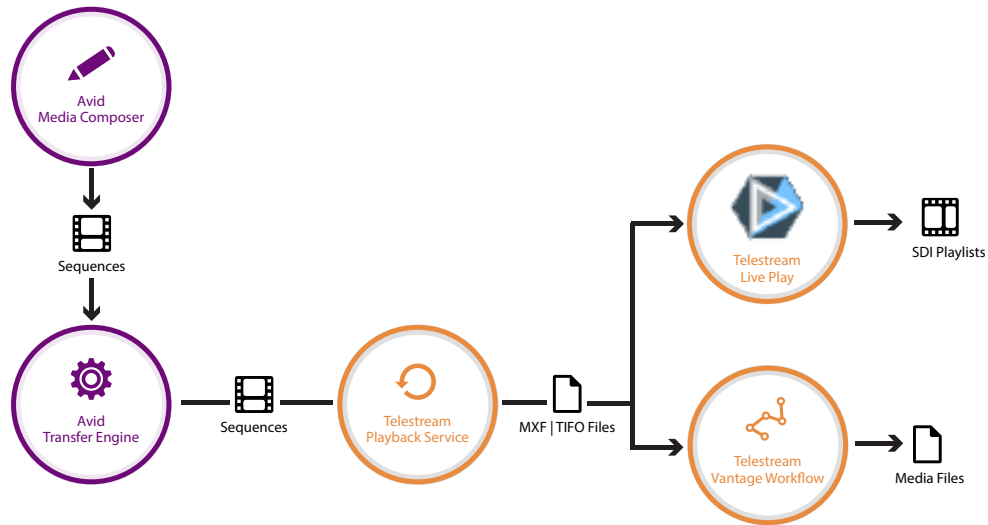 Avid
Media Composer
Sequences
Avid
Transfer Engine
Sequences
Telestream
Playback Service
MXF | TIFO Files
Telestream
Live Play
SDI Playlists
Telestream
Vantage Workflow
Media Files